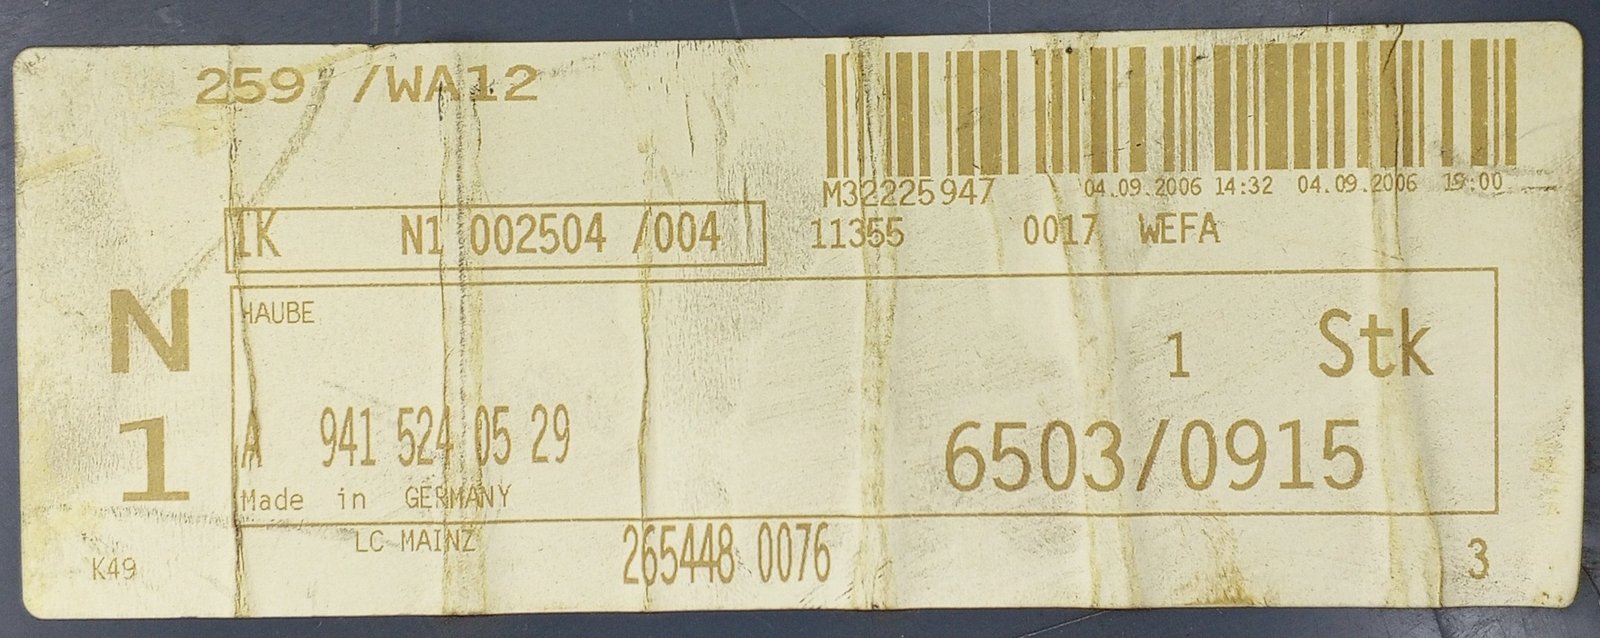 259 /WA12
M32225947 04.09.2006 14:32 04.09.2006 19:00
1K N1 002504 /004 11355 0017 WEFA
N
1
HAUBE
1 Stk
A 941 524 05 29 6503/0915
Made in GERMANY
LC MAINZ 265448 0076 3
K49